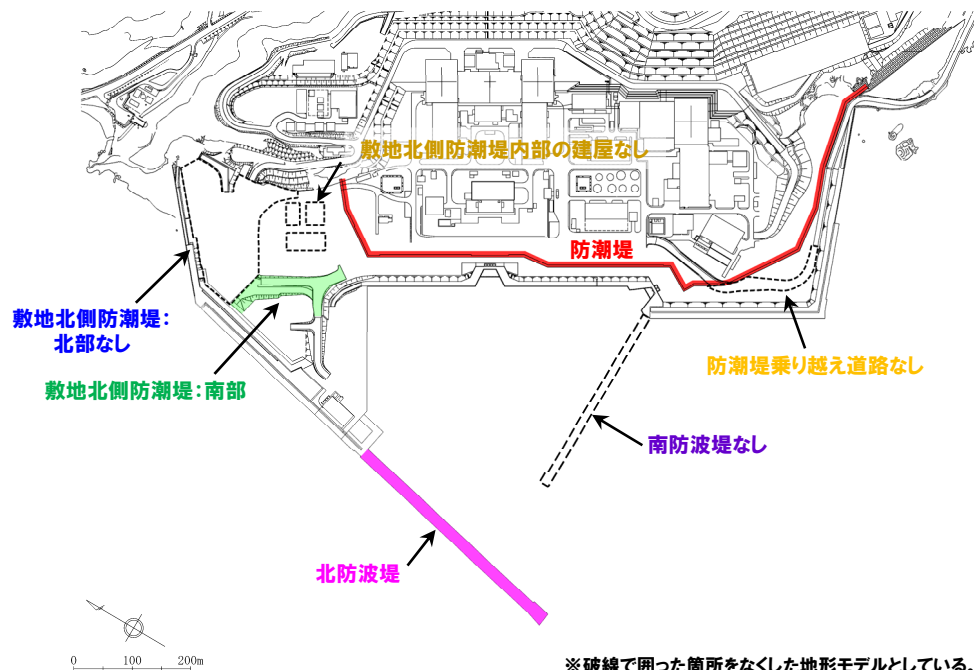 敷地北側防潮堤内部の建屋なし
防潮堤
敷地北側防潮堤：
北部なし
防潮堤乗り越え道路なし
敷地北側防潮堤：南部
南防波堤なし
北防波堤
0 100 200m
※破線で囲った箇所をなくした地形モデルとしている。